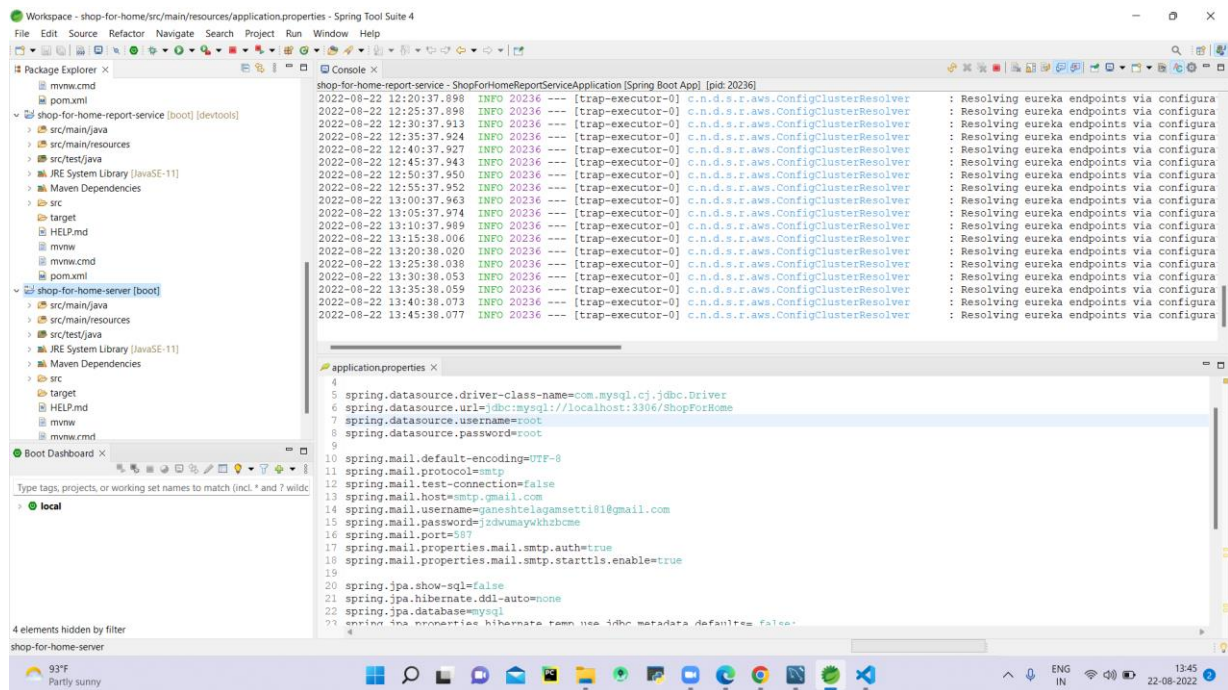 Workspace - shop-for-home/src/main/resources/application.properties - Spring Tool Suite 4
File Edit Source Refactor Navigate Search Project Run Window Help
Package Explorer
mvnw.cmd
pom.xml
shop-for-home-report-service [boot] [devtools]
src/main/java
src/main/resources
src/test/java
JRE System Library [JavaSE-11]
Maven Dependencies
src
target
HELP.md
mvnw
mvnw.cmd
pom.xml
shop-for-home-server [boot]
src/main/java
src/main/resources
src/test/java
JRE System Library [JavaSE-11]
Maven Dependencies
src
target
HELP.md
mvnw
mvnw.cmd
Boot Dashboard
Type tags, projects, or working set names to match (incl. * and ? wildc
local
4 elements hidden by filter
Console
shop-for-home-report-service - ShopForHomeReportServiceApplication [Spring Boot App] [pid: 20236]
2022-08-22 12:20:37.898 INFO 20236 --- [trap-executor-0] c.n.d.s.r.aws.ConfigClusterResolver : Resolving eureka endpoints via configura
2022-08-22 12:25:37.898 INFO 20236 --- [trap-executor-0] c.n.d.s.r.aws.ConfigClusterResolver : Resolving eureka endpoints via configura
2022-08-22 12:30:37.913 INFO 20236 --- [trap-executor-0] c.n.d.s.r.aws.ConfigClusterResolver : Resolving eureka endpoints via configura
2022-08-22 12:35:37.924 INFO 20236 --- [trap-executor-0] c.n.d.s.r.aws.ConfigClusterResolver : Resolving eureka endpoints via configura
2022-08-22 12:40:37.927 INFO 20236 --- [trap-executor-0] c.n.d.s.r.aws.ConfigClusterResolver : Resolving eureka endpoints via configura
2022-08-22 12:45:37.943 INFO 20236 --- [trap-executor-0] c.n.d.s.r.aws.ConfigClusterResolver : Resolving eureka endpoints via configura
2022-08-22 12:50:37.950 INFO 20236 --- [trap-executor-0] c.n.d.s.r.aws.ConfigClusterResolver : Resolving eureka endpoints via configura
2022-08-22 12:55:37.952 INFO 20236 --- [trap-executor-0] c.n.d.s.r.aws.ConfigClusterResolver : Resolving eureka endpoints via configura
2022-08-22 13:00:37.963 INFO 20236 --- [trap-executor-0] c.n.d.s.r.aws.ConfigClusterResolver : Resolving eureka endpoints via configura
2022-08-22 13:05:37.974 INFO 20236 --- [trap-executor-0] c.n.d.s.r.aws.ConfigClusterResolver : Resolving eureka endpoints via configura
2022-08-22 13:10:37.989 INFO 20236 --- [trap-executor-0] c.n.d.s.r.aws.ConfigClusterResolver : Resolving eureka endpoints via configura
2022-08-22 13:15:38.006 INFO 20236 --- [trap-executor-0] c.n.d.s.r.aws.ConfigClusterResolver : Resolving eureka endpoints via configura
2022-08-22 13:20:38.020 INFO 20236 --- [trap-executor-0] c.n.d.s.r.aws.ConfigClusterResolver : Resolving eureka endpoints via configura
2022-08-22 13:25:38.038 INFO 20236 --- [trap-executor-0] c.n.d.s.r.aws.ConfigClusterResolver : Resolving eureka endpoints via configura
2022-08-22 13:30:38.053 INFO 20236 --- [trap-executor-0] c.n.d.s.r.aws.ConfigClusterResolver : Resolving eureka endpoints via configura
2022-08-22 13:35:38.059 INFO 20236 --- [trap-executor-0] c.n.d.s.r.aws.ConfigClusterResolver : Resolving eureka endpoints via configura
2022-08-22 13:40:38.073 INFO 20236 --- [trap-executor-0] c.n.d.s.r.aws.ConfigClusterResolver : Resolving eureka endpoints via configura
2022-08-22 13:45:38.077 INFO 20236 --- [trap-executor-0] c.n.d.s.r.aws.ConfigClusterResolver : Resolving eureka endpoints via configura
application.properties
4
5 spring.datasource.driver-class-name=com.mysql.cj.jdbc.Driver
6 spring.datasource.url=jdbc:mysql://localhost:3306/ShopForHome
7 spring.datasource.username=root
8 spring.datasource.password=root
9
10 spring.mail.default-encoding=UTF-8
11 spring.mail.protocol=smtp
12 spring.mail.test-connection=false
13 spring.mail.host=smtp.gmail.com
14 spring.mail.username=ganeshtelagamsetti81@gmail.com
15 spring.mail.password=jzdwumaywkhzbcme
16 spring.mail.port=587
17 spring.mail.properties.mail.smtp.auth=true
18 spring.mail.properties.mail.smtp.starttls.enable=true
19
20 spring.jpa.show-sql=false
21 spring.jpa.hibernate.ddl-auto=none
22 spring.jpa.database=mysql
23 spring.jpa.properties.hibernate.temp.use_jdbc_metadata_defaults= false;
shop-for-home-server
93°F
Partly sunny
ENG
IN
13:45
22-08-2022
2